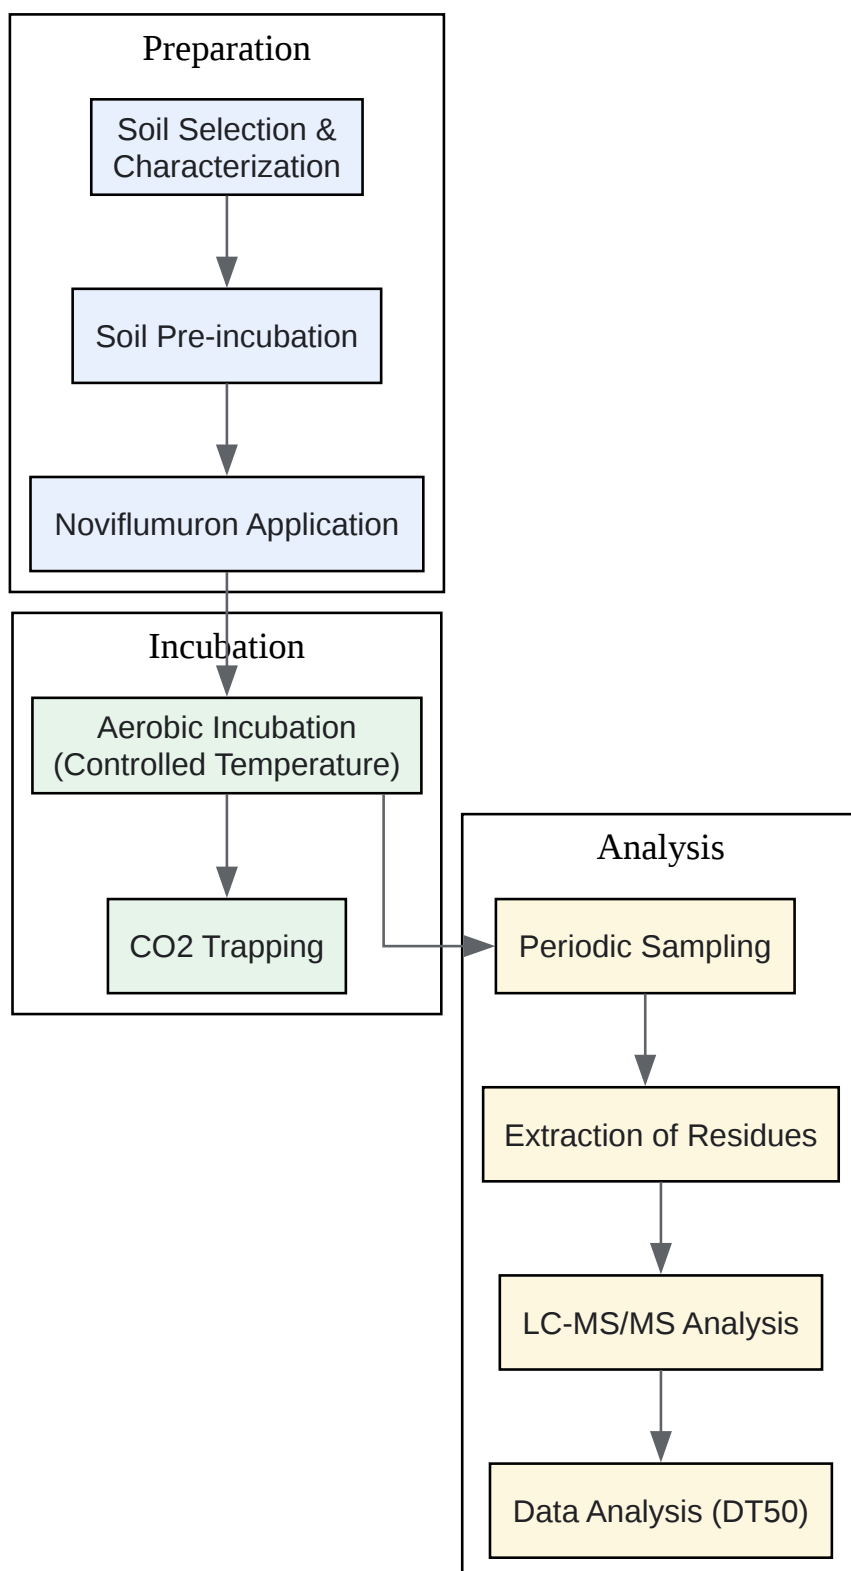 Preparation
Soil Selection &
Characterization
Soil Pre-incubation
Noviflumuron Application
Incubation
Aerobic Incubation
(Controlled Temperature)
CO2 Trapping
Analysis
Periodic Sampling
Extraction of Residues
LC-MS/MS Analysis
Data Analysis (DT50)